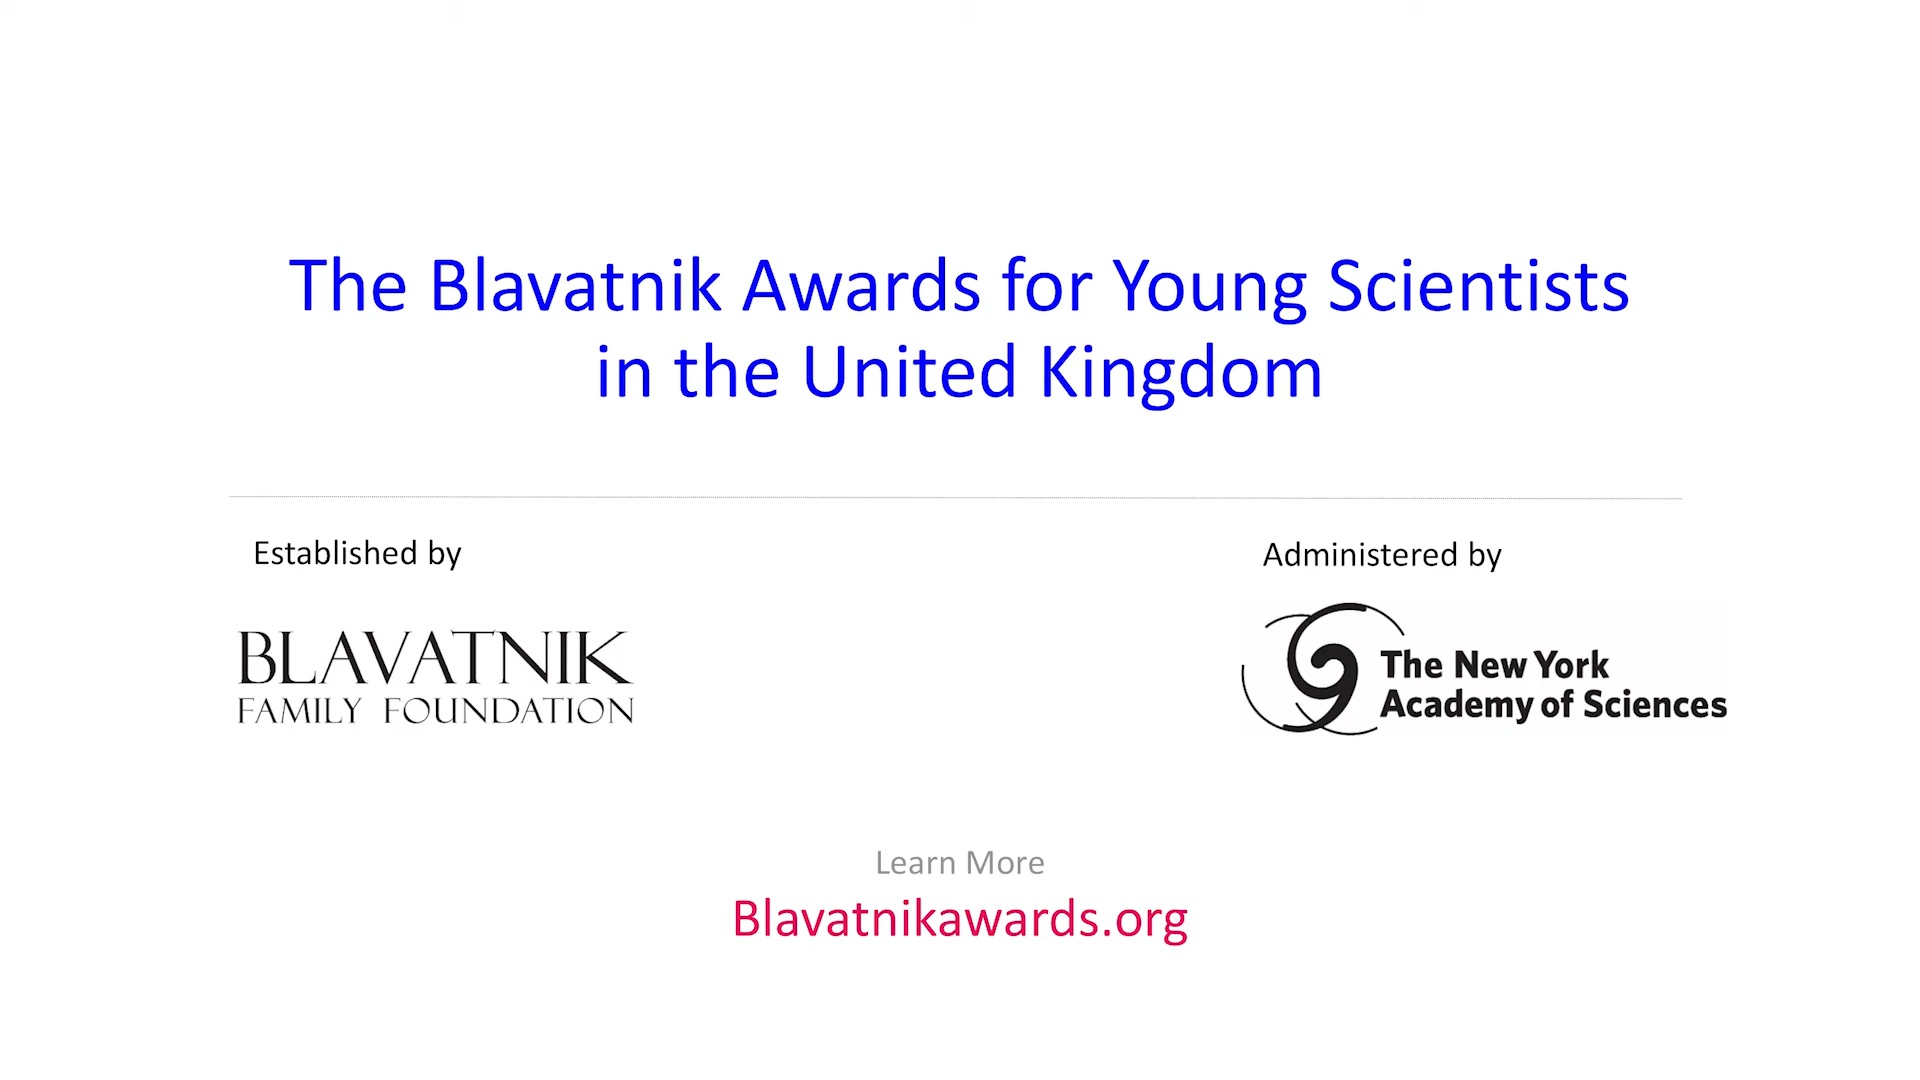 The Blavatnik Awards for Young Scientists
in the United Kingdom
Established by
BLAVATNIK
FAMILY FOUNDATION
Administered by
The New York
Academy of Sciences
Learn More
Blavatnikawards.org